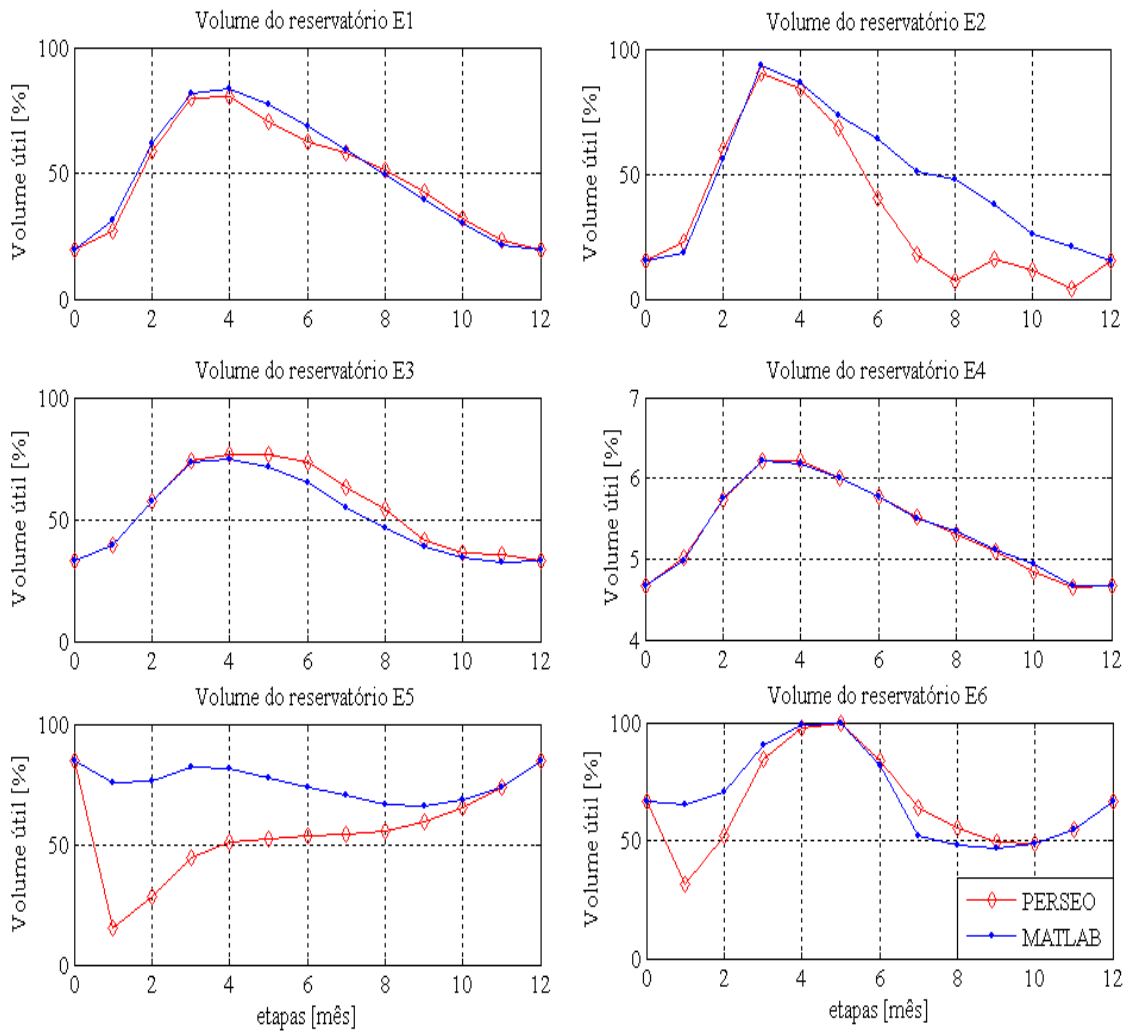 Volume do reservatório E1
Volume útil [%]
100
50
0
0 2 4 6 8 10 12
Volume do reservatório E2
Volume útil [%]
100
50
0
0 2 4 6 8 10 12
Volume do reservatório E3
Volume útil [%]
100
50
0
0 2 4 6 8 10 12
Volume do reservatório E4
Volume útil [%]
7
6
5
4
0 2 4 6 8 10 12
Volume do reservatório E5
Volume útil [%]
100
50
0
0 2 4 6 8 10 12
etapas [mês]
Volume do reservatório E6
Volume útil [%]
100
50
0
PERSEO
MATLAB
0 2 4 6 8 10 12
etapas [mês]